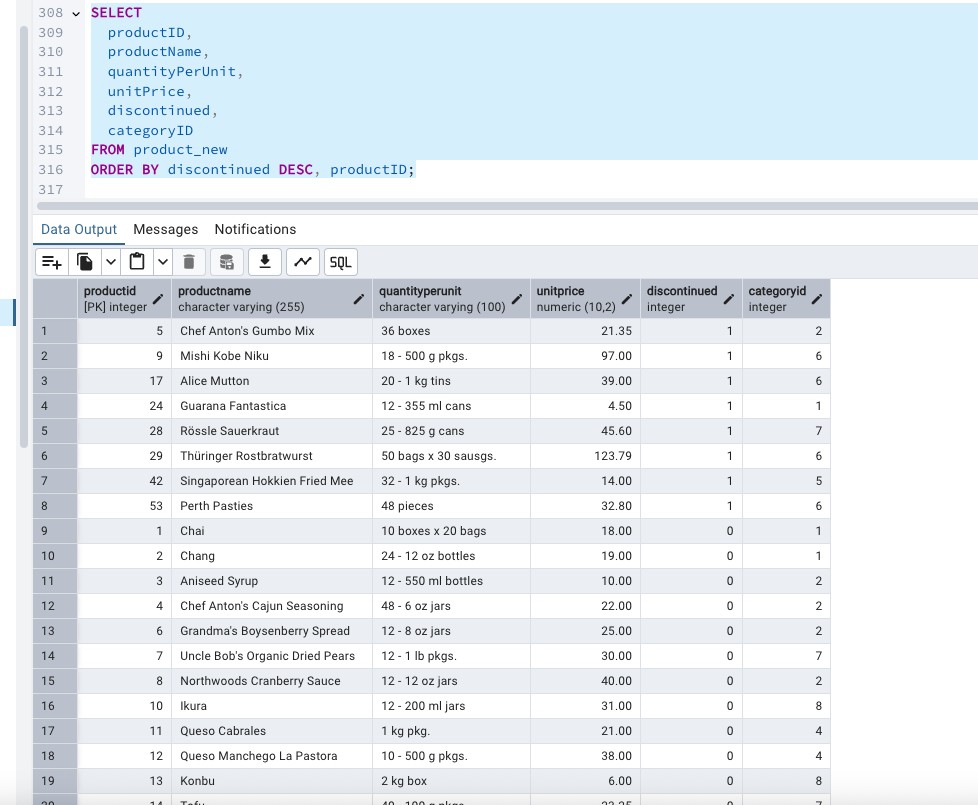 308 SELECT
309 productID,
310 productName,
311 quantityPerUnit,
312 unitPrice,
313 discontinued,
314 categoryID
315 FROM product_new
316 ORDER BY discontinued DESC, productID;
317
Data Output Messages Notifications
SQL
productid productname quantityperunit unitprice discontinued categoryid
[PK] integer character varying (255) character varying (100) numeric (10,2) integer integer
1 5 Chef Anton's Gumbo Mix 36 boxes 21.35 1 2
2 9 Mishi Kobe Niku 18 - 500 g pkgs. 97.00 1 6
3 17 Alice Mutton 20 - 1 kg tins 39.00 1 6
4 24 Guarana Fantastica 12 - 355 ml cans 4.50 1 1
5 28 Rössle Sauerkraut 25 - 825 g cans 45.60 1 7
6 29 Thüringer Rostbratwurst 50 bags x 30 sausgs. 123.79 1 6
7 42 Singaporean Hokkien Fried Mee 32 - 1 kg pkgs. 14.00 1 5
8 53 Perth Pasties 48 pieces 32.80 1 6
9 1 Chai 10 boxes x 20 bags 18.00 0 1
10 2 Chang 24 - 12 oz bottles 19.00 0 1
11 3 Aniseed Syrup 12 - 550 ml bottles 10.00 0 2
12 4 Chef Anton's Cajun Seasoning 48 - 6 oz jars 22.00 0 2
13 6 Grandma's Boysenberry Spread 12 - 8 oz jars 25.00 0 2
14 7 Uncle Bob's Organic Dried Pears 12 - 1 lb pkgs. 30.00 0 7
15 8 Northwoods Cranberry Sauce 12 - 12 oz jars 40.00 0 2
16 10 Ikura 12 - 200 ml jars 31.00 0 8
17 11 Queso Cabrales 1 kg pkg. 21.00 0 4
18 12 Queso Manchego La Pastora 10 - 500 g pkgs. 38.00 0 4
19 13 Konbu 2 kg box 6.00 0 8